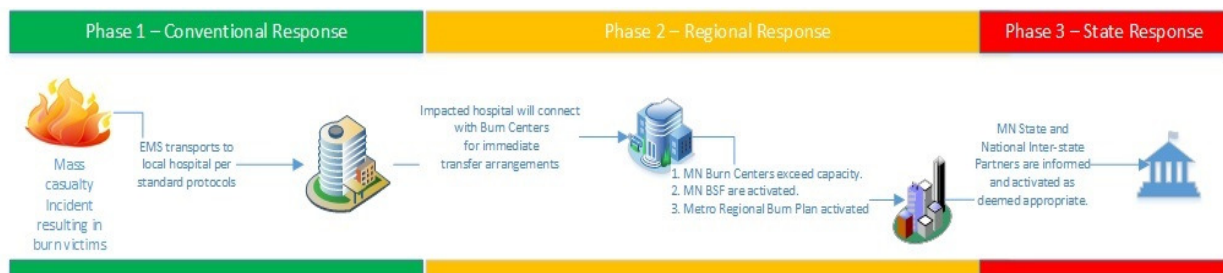 Phase 1 – Conventional Response
Phase 2 – Regional Response
Phase 3 – State Response
Mass
casualty
Incident
resulting in
burn victims
EMS transports to
local hospital per
standard protocols
Impacted hospital will connect
with Burn Centers
for immediate
transfer arrangements
1. MN Burn Centers exceed capacity.
2. MN BSF are activated.
3. Metro Regional Burn Plan activated
MN State and
National Inter-state
Partners are informed
and activated as
deemed appropriate.